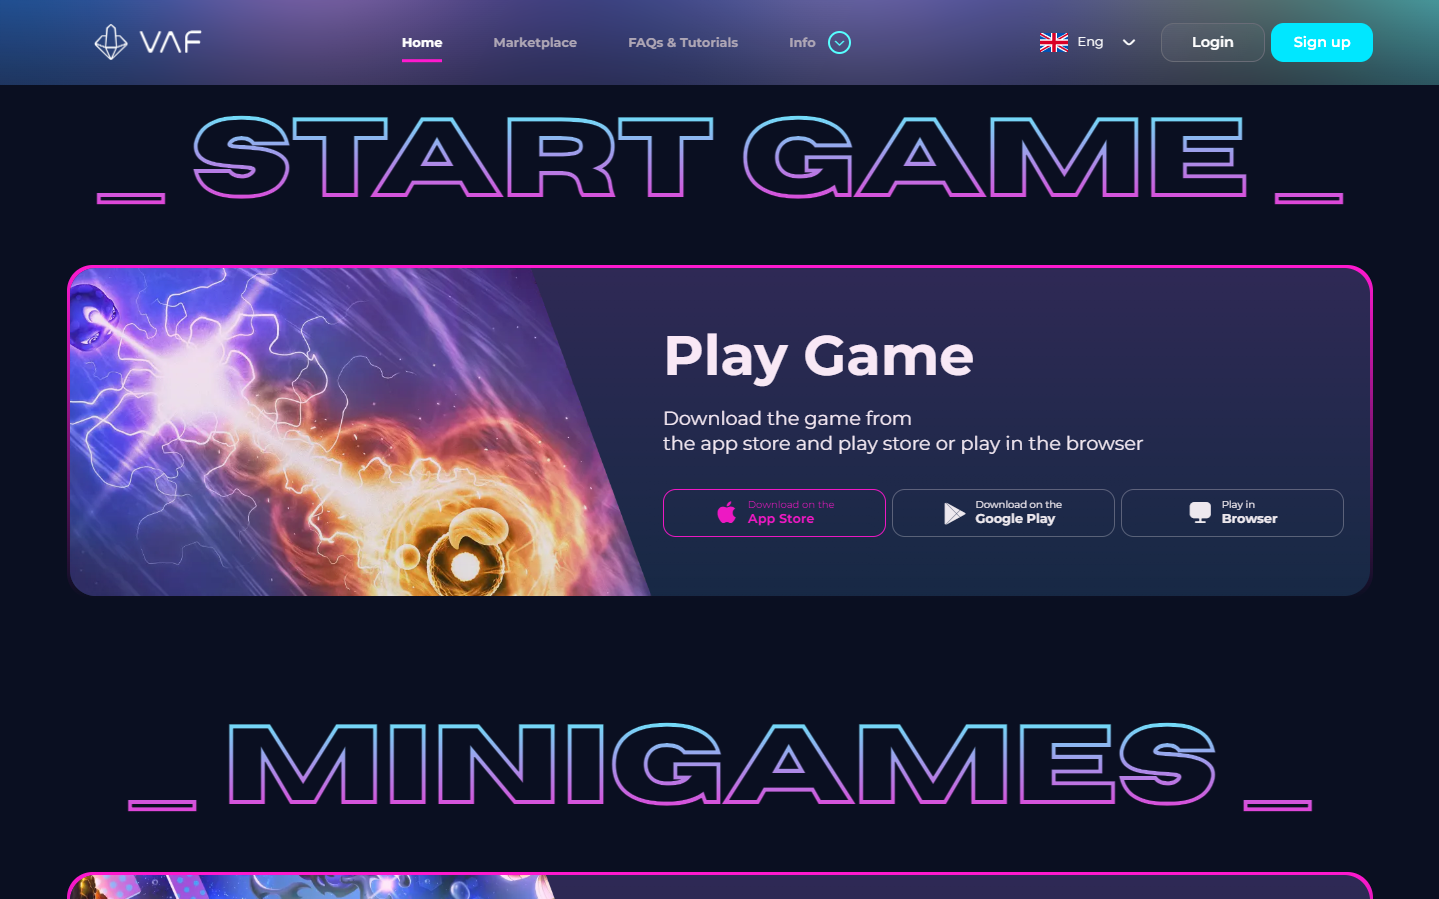 VAF
Home
Marketplace
FAQs & Tutorials
Info
Eng
Login
Sign up
_ START GAME _
Play Game
Download the game from
the app store and play store or play in the browser
Download on the
App Store
Download on the
Google Play
Play in
Browser
_ MINIGAMES _